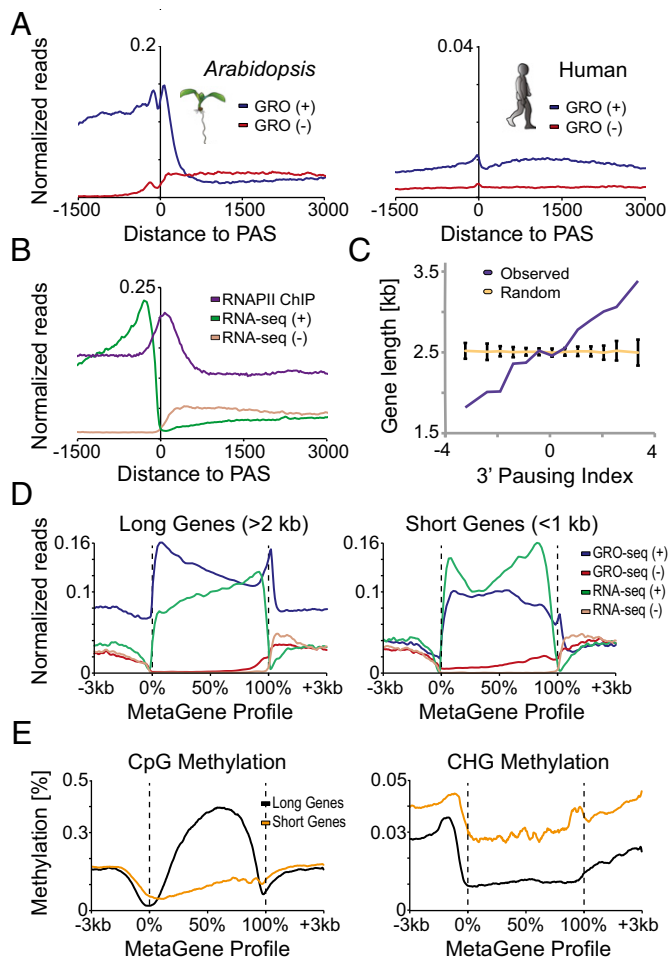 A
0.2
Arabidopsis
GRO (+)
GRO (-)
Normalized reads
-1500
0
1500
3000
Distance to PAS
0.04
Human
GRO (+)
GRO (-)
-1500
0
1500
3000
Distance to PAS
B
0.25
RNAPII ChIP
RNA-seq (+)
RNA-seq (-)
Normalized reads
-1500
0
1500
3000
Distance to PAS
C
Observed
Random
Gene length [kb]
3.5
2.5
1.5
-4
0
4
3' Pausing Index
D
Long Genes (>2 kb)
Normalized reads
0.16
0.1
0
-3kb
0%
50%
100%
+3kb
MetaGene Profile
Short Genes (<1 kb)
0.16
0.1
0
-3kb
0%
50%
100%
+3kb
MetaGene Profile
GRO-seq (+)
GRO-seq (-)
RNA-seq (+)
RNA-seq (-)
E
CpG Methylation
Methylation [%]
0.5
0.3
0
Long Genes
Short Genes
-3kb
0%
50%
100%
+3kb
MetaGene Profile
CHG Methylation
0.05
0.03
0
-3kb
0%
50%
100%
+3kb
MetaGene Profile